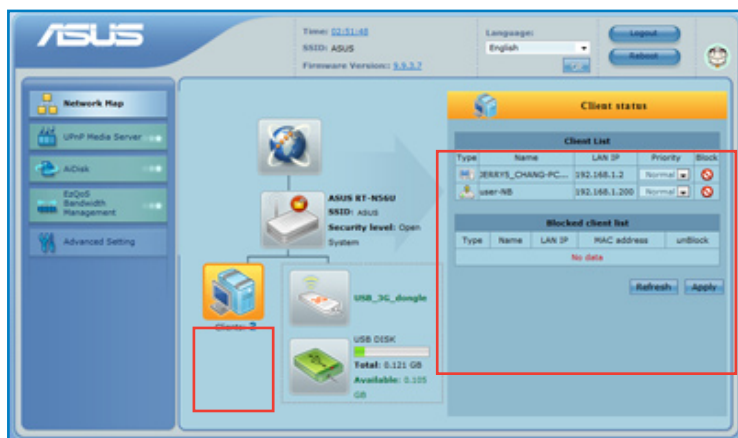 ASUS
Time: 02:51:48
SSID: ASUS
Firmware Version: 9.9.3.7
Language:
English
Logout
Reboot
Network Map
UPnP Media Server
AiDisk
EzQoS
Bandwidth
Management
Advanced Setting
ASUS RT-N56U
SSID: ASUS
Security level: Open
System
Clients: 2
USB_3G_dongle
USB DISK
Total: 0.121 GB
Available: 0.105
GB
Client status
Client List
Type Name LAN IP Priority Block
JERRY5_CHANG-PC... 192.168.1.2 Normal
user-NB 192.168.1.200 Normal
Blocked client list
Type Name LAN IP MAC address unBlock
No data
Refresh Apply